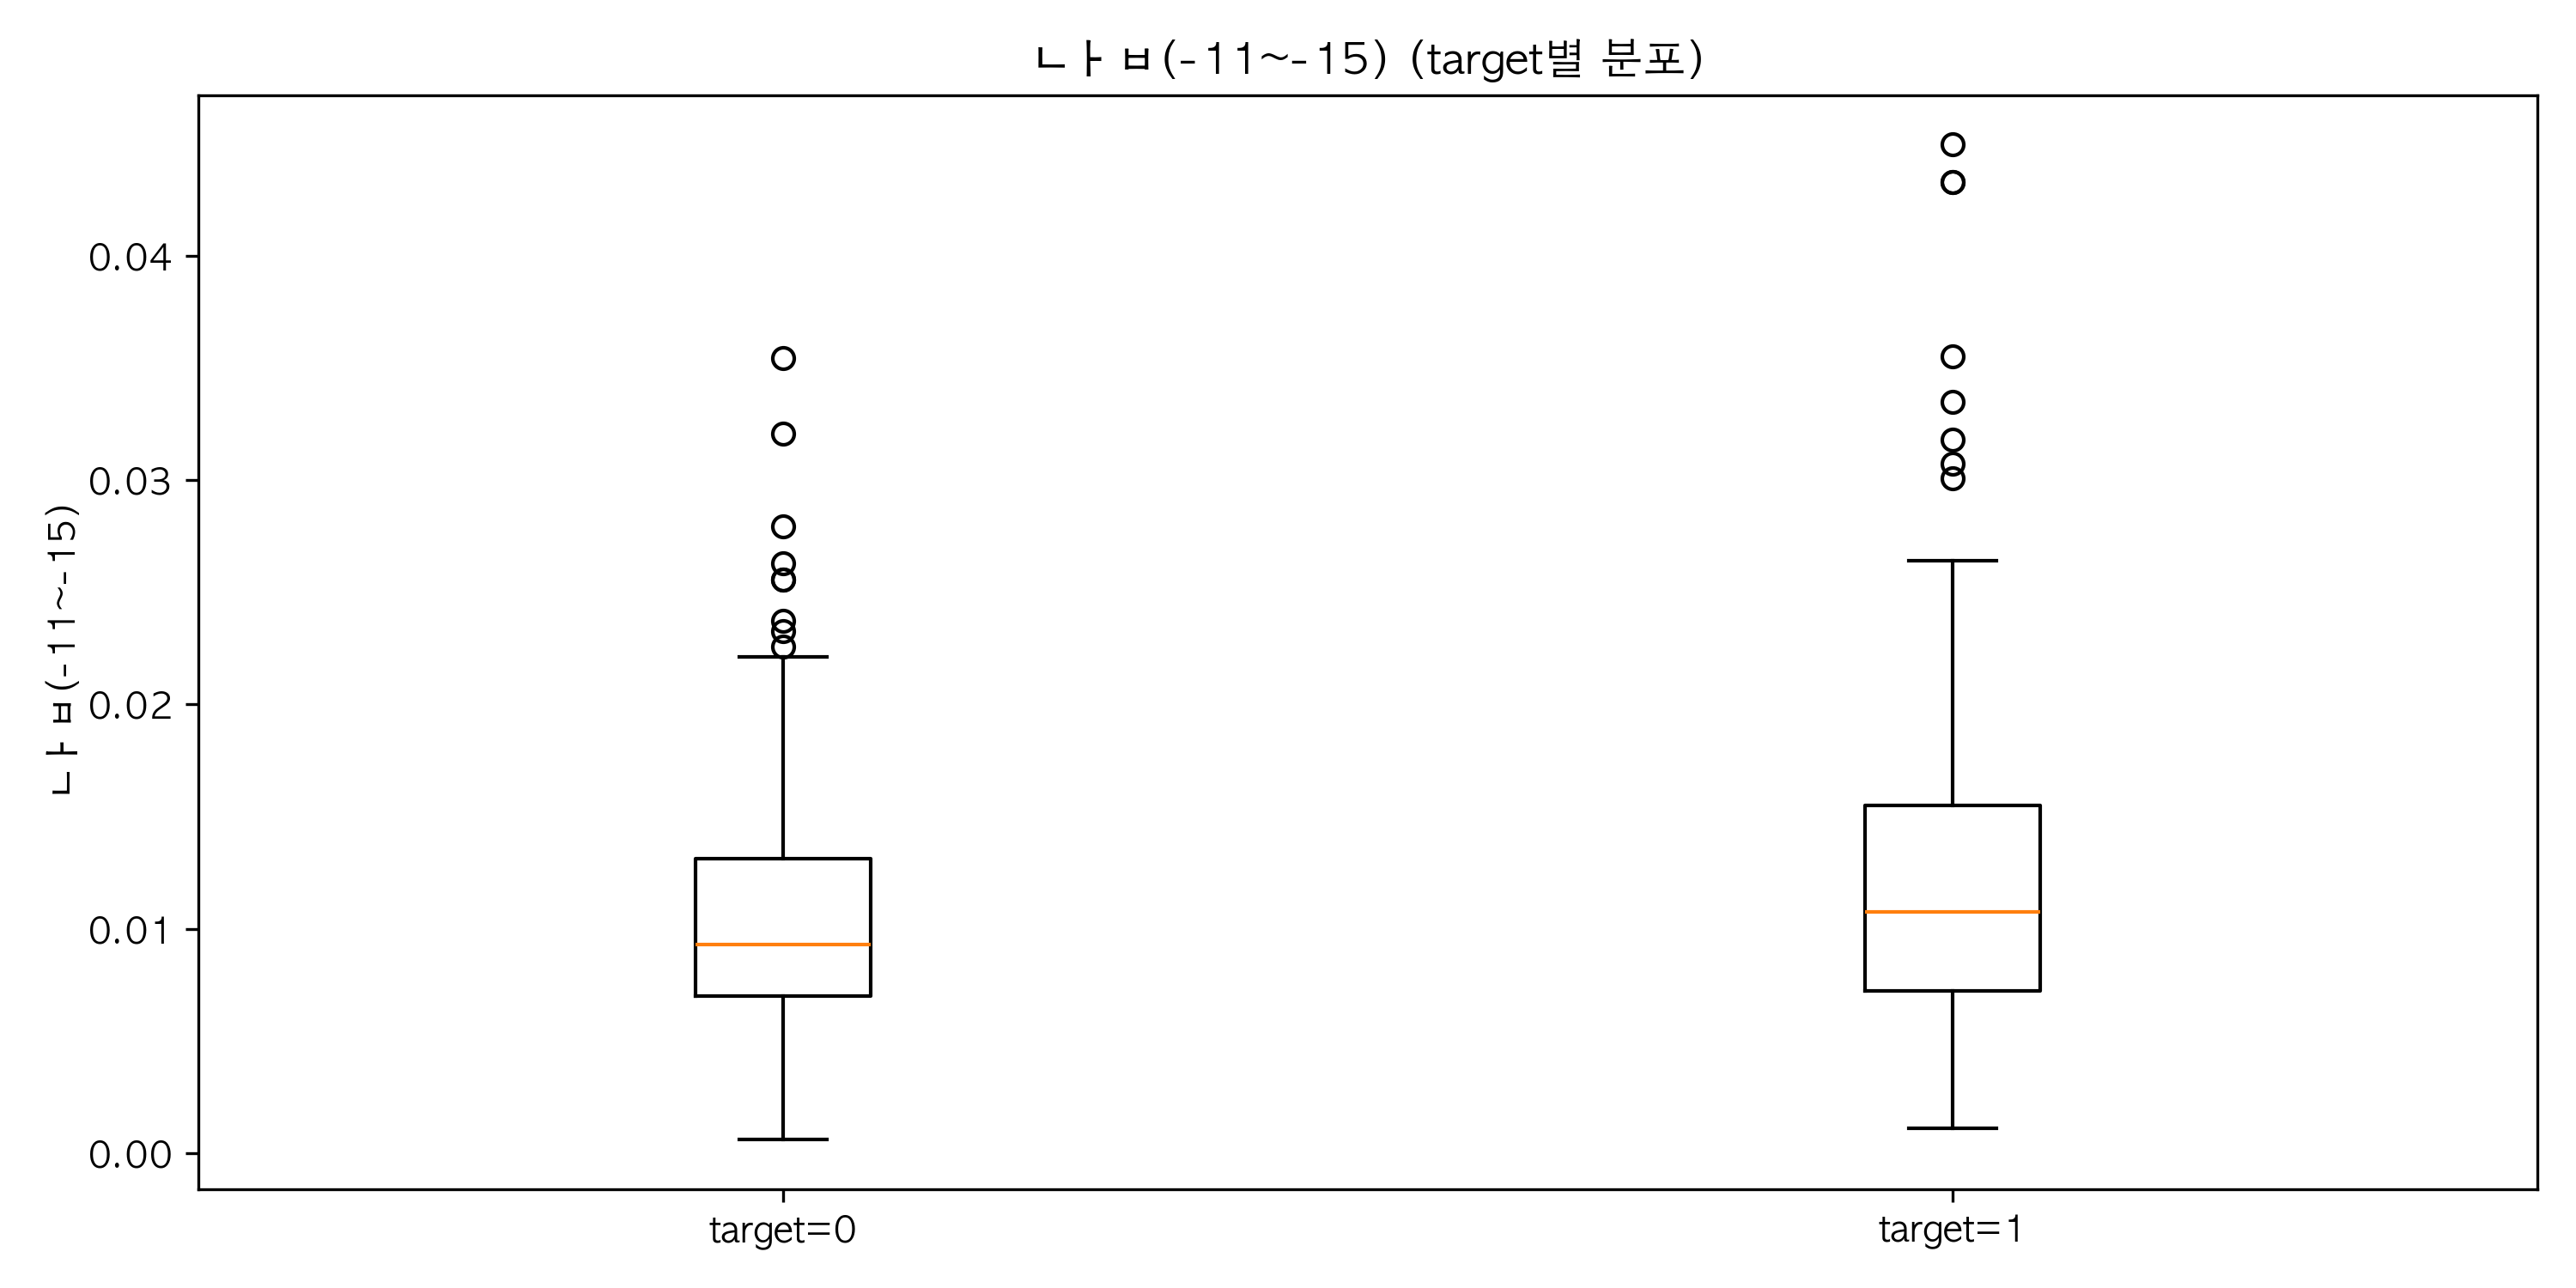 ㄴㅏㅂ(-11~-15) (target별 분포)
ㄴㅏㅂ(-11~-15)
0.04
0.03
0.02
0.01
0.00
target=0
target=1